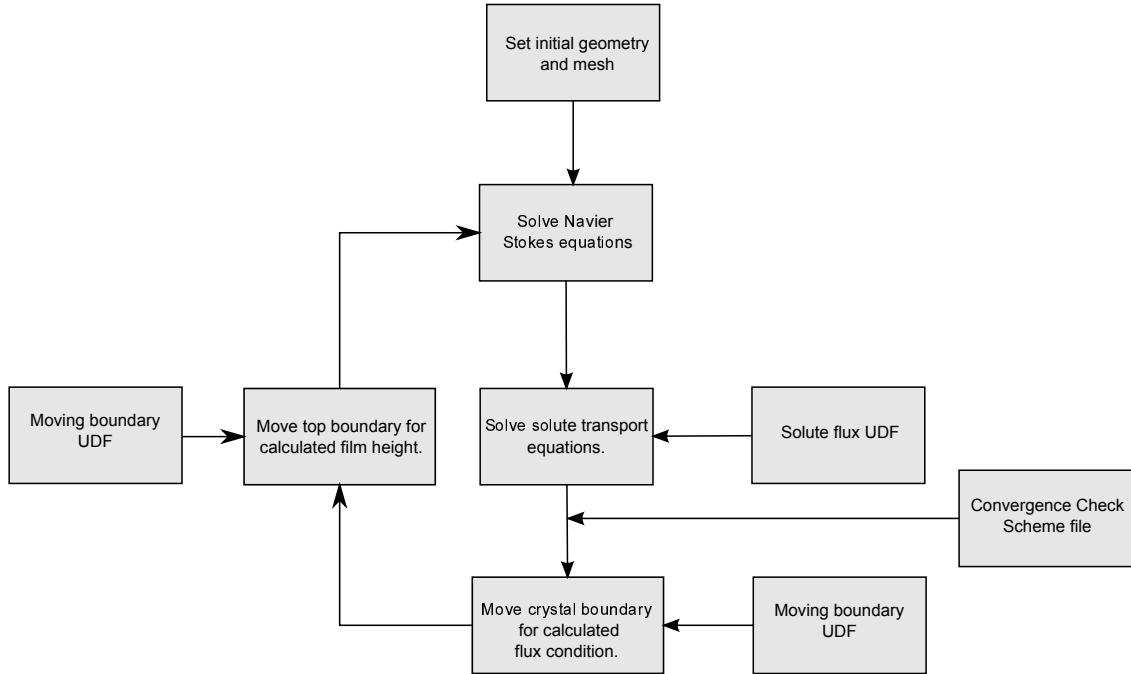 Set initial geometry
and mesh
Solve Navier
Stokes equations
Moving boundary
UDF
Move top boundary for
calculated film height.
Solve solute transport
equations.
Solute flux UDF
Convergence Check
Scheme file
Move crystal boundary
for calculated
flux condition.
Moving boundary
UDF